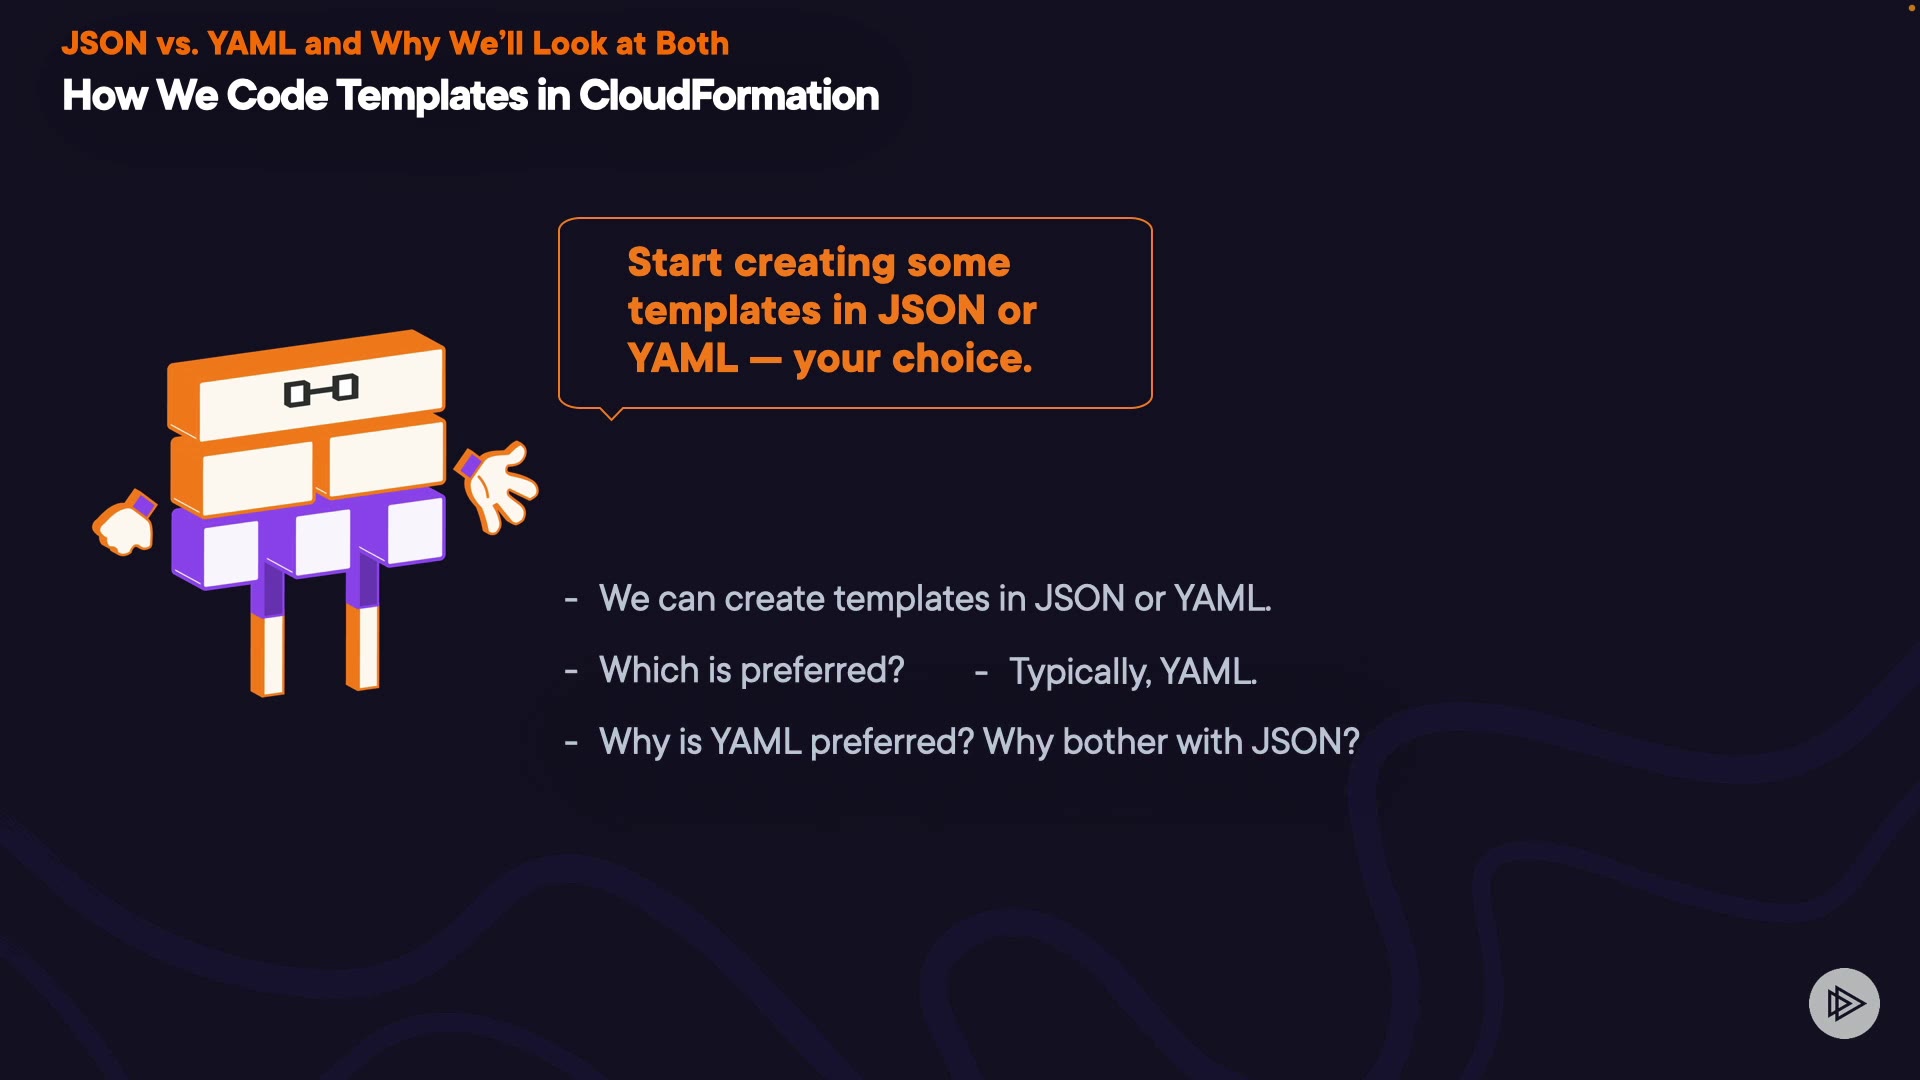 JSON vs. YAML and Why We’ll Look at Both
How We Code Templates in CloudFormation
Start creating some
templates in JSON or
YAML — your choice.
- We can create templates in JSON or YAML.
- Which is preferred? - Typically, YAML.
- Why is YAML preferred? Why bother with JSON?